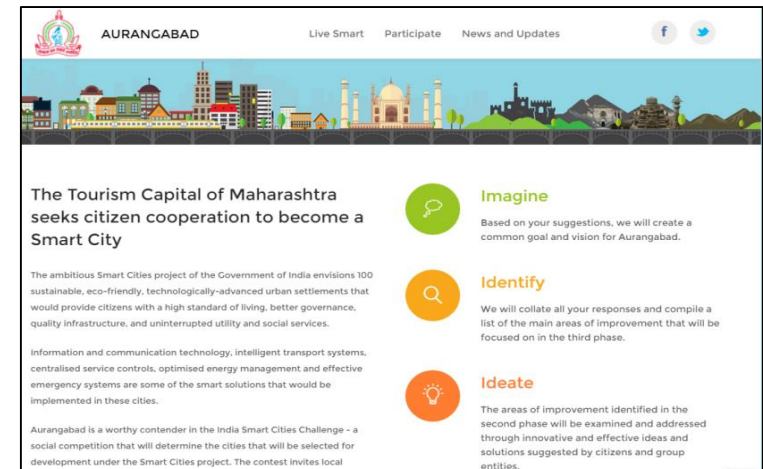 AURANGABAD
Live Smart
Participate
News and Updates
The Tourism Capital of Maharashtra
seeks citizen cooperation to become a
Smart City
The ambitious Smart Cities project of the Government of India envisions 100
sustainable, eco-friendly, technologically-advanced urban settlements that
would provide citizens with a high standard of living, better governance,
quality infrastructure, and uninterrupted utility and social services.
Information and communication technology, intelligent transport systems,
centralised service controls, optimised energy management and effective
emergency systems are some of the smart solutions that would be
implemented in these cities.
Aurangabad is a worthy contender in the India Smart Cities Challenge - a
social competition that will determine the cities that will be selected for
development under the Smart Cities project. The contest invites local
Imagine
Based on your suggestions, we will create a
common goal and vision for Aurangabad.
Identify
We will collate all your responses and compile a
list of the main areas of improvement that will be
focused on in the third phase.
Ideate
The areas of improvement identified in the
second phase will be examined and addressed
through innovative and effective ideas and
solutions suggested by citizens and group
entities.